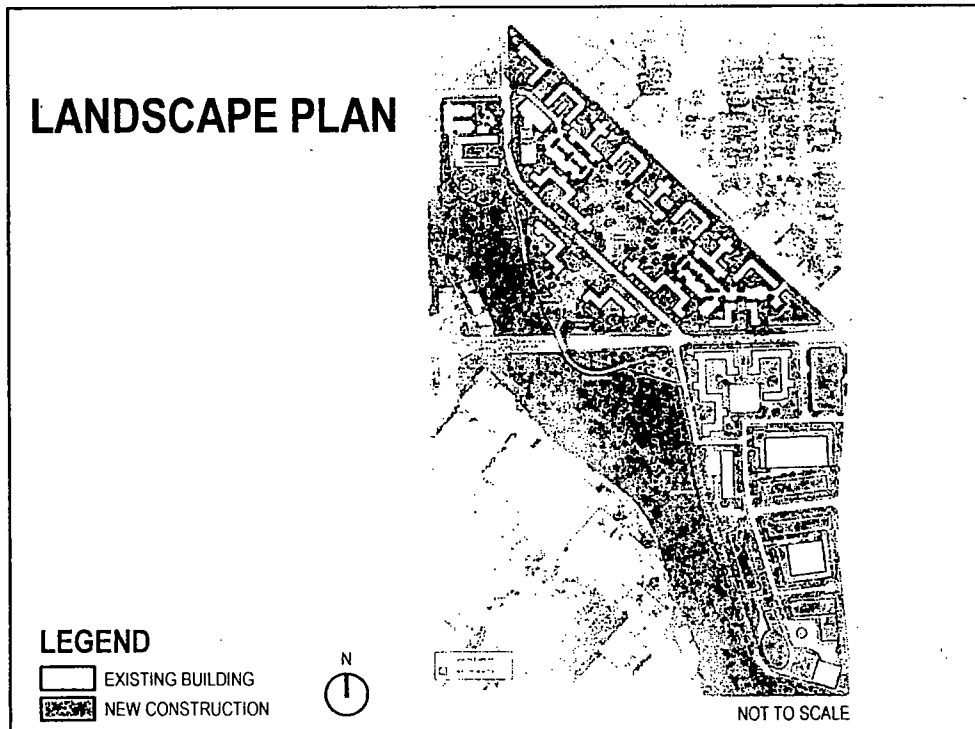 LANDSCAPE PLAN
LEGEND
EXISTING BUILDING
NEW CONSTRUCTION
N
NOT TO SCALE